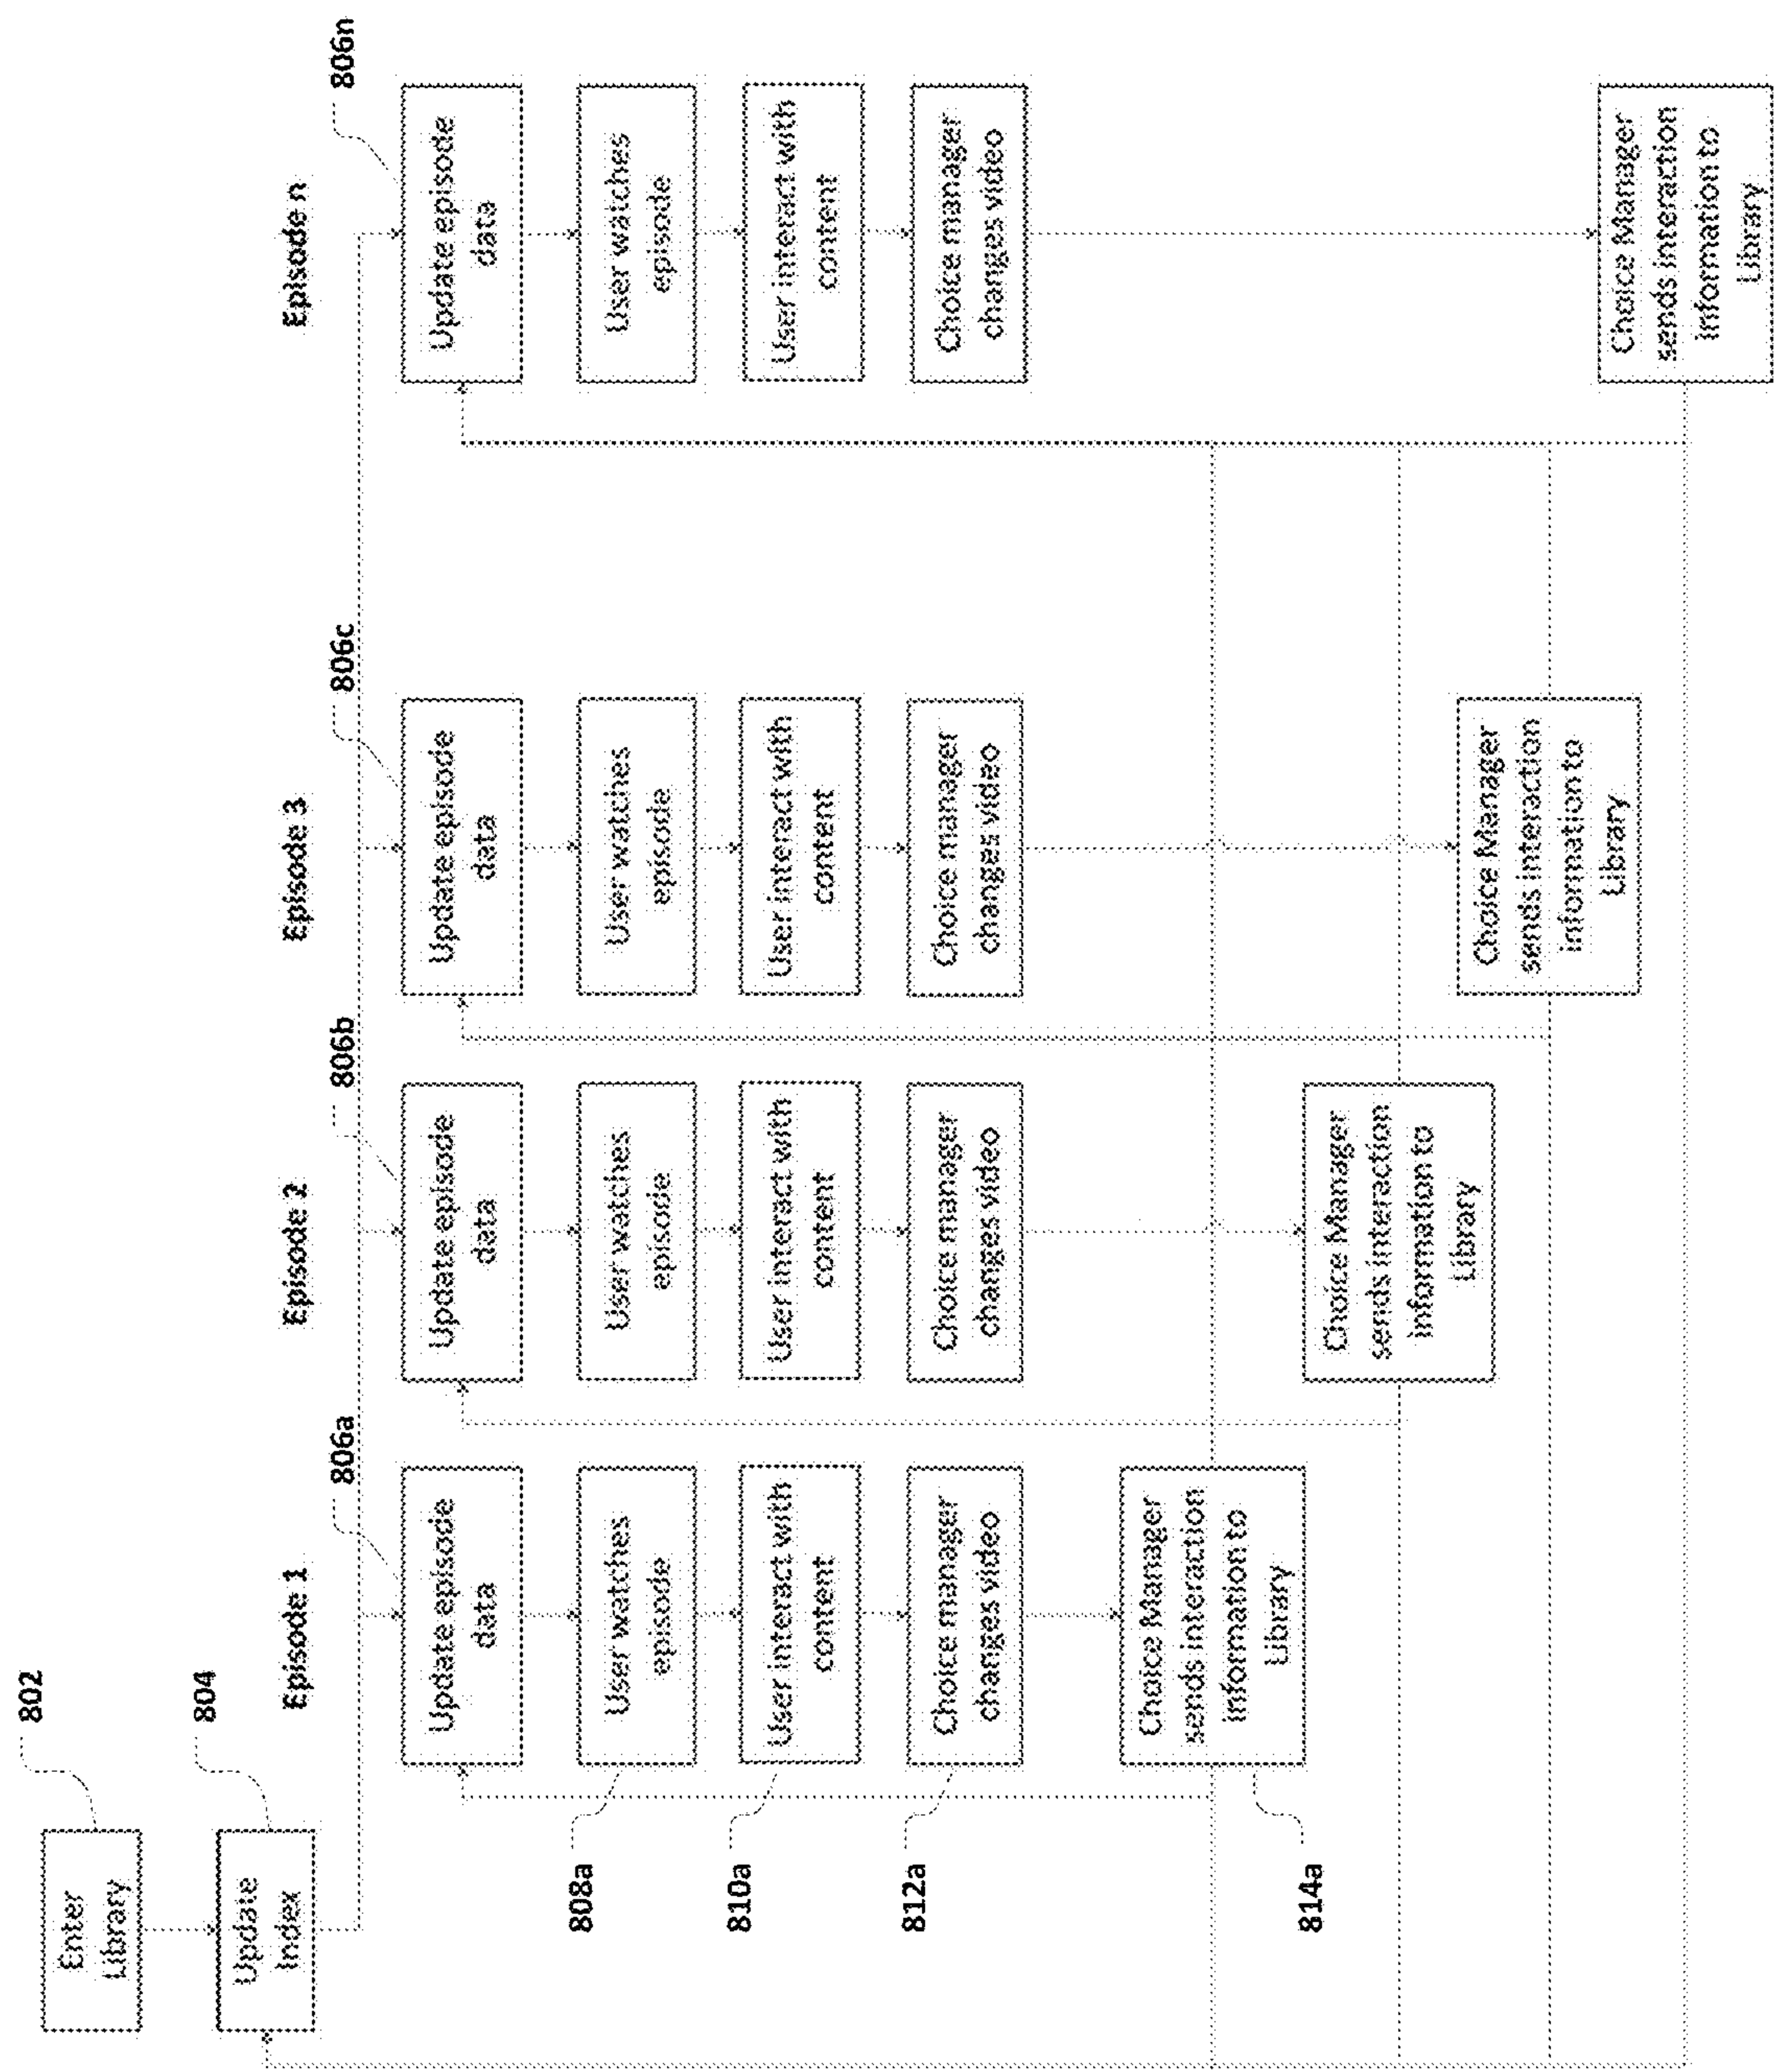 802
Enter
Library
804
Update
Index
Episode 1
806a
Update episode
data
808a
User watches
episode
810a
User interact with
content
812a
Choice manager
changes video
814a
Choice Manager
sends interaction
information to
Library
Episode 2
806b
Update episode
data
User watches
episode
User interact with
content
Choice manager
changes video
Choice Manager
sends interaction
information to
Library
Episode 3
806c
Update episode
data
User watches
episode
User interact with
content
Choice manager
changes video
Choice Manager
sends interaction
information to
Library
Episode n
806n
Update episode
data
User watches
episode
User interact with
content
Choice manager
changes video
Choice Manager
sends interaction
information to
Library